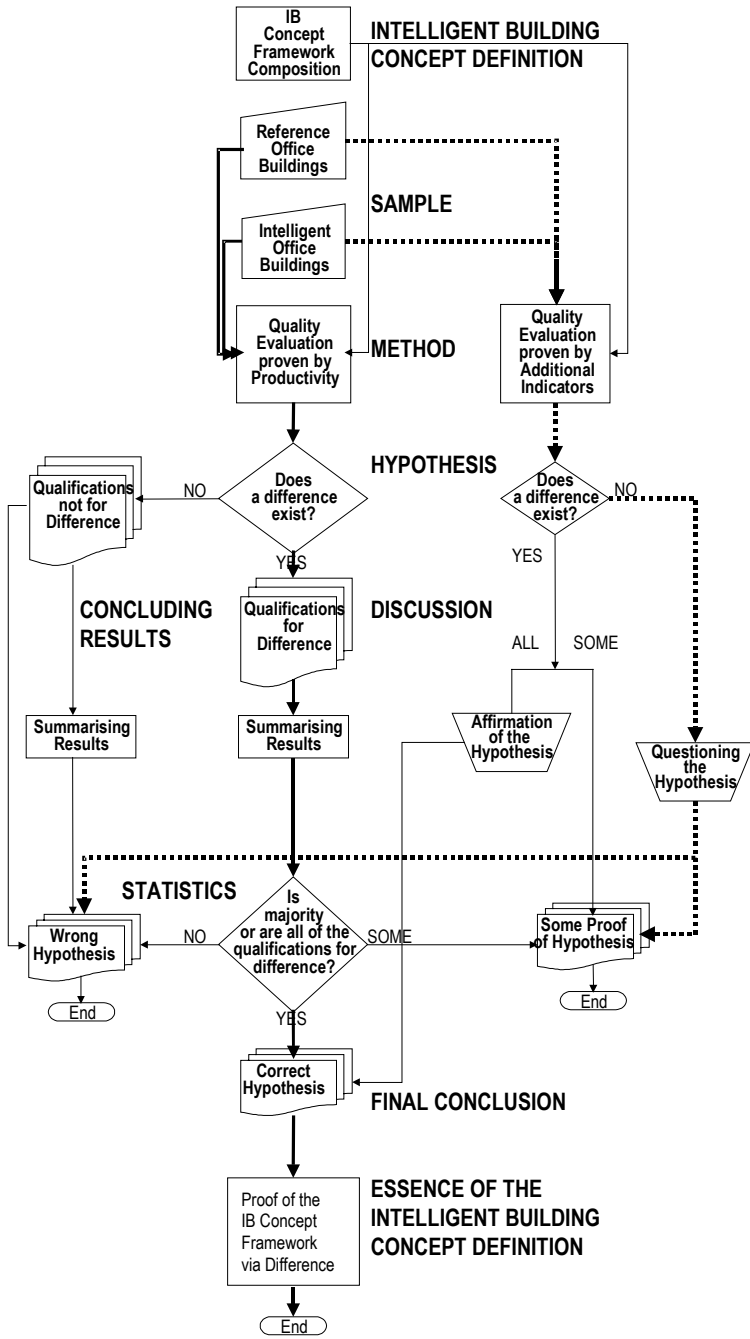 IB
Concept
Framework
Composition
INTELLIGENT BUILDING
CONCEPT DEFINITION
Reference
Office
Buildings
SAMPLE
Intelligent
Office
Buildings
Quality
Evaluation
proven by
Productivity
METHOD
Quality
Evaluation
proven by
Additional
Indicators
HYPOTHESIS
Does
a difference
exist?
NO
Qualifications
not for
Difference
Does
a difference
exist?
NO
YES
YES
CONCLUDING
RESULTS
Qualifications
for
Difference
DISCUSSION
ALL
SOME
Summarising
Results
Summarising
Results
Affirmation
of the
Hypothesis
Questioning
the
Hypothesis
STATISTICS
Is
majority
or are all of the
qualifications for
difference?
NO
SOME
Wrong
Hypothesis
Some Proof
of Hypothesis
End
End
YES
Correct
Hypothesis
FINAL CONCLUSION
Proof of the
IB Concept
Framework
via Difference
ESSENCE OF THE
INTELLIGENT BUILDING
CONCEPT DEFINITION
End